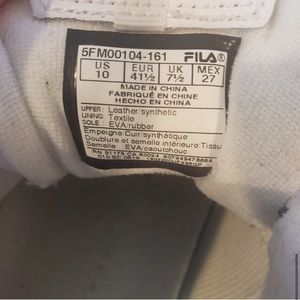 5FM00104-161 FILA®
US EUR UK MEX
10 41½ 7½ 27
MADE IN CHINA
FABRIQUÉ EN CHINE
HECHO EN CHINA
UPPER: Leather/synthetic
LINING: Textile
SOLE : EVA/rubber
Empeigne: Cuir/synthétique
Doublure et semelle intérieure: Tissu
Semelle : EVA/caoutchouc